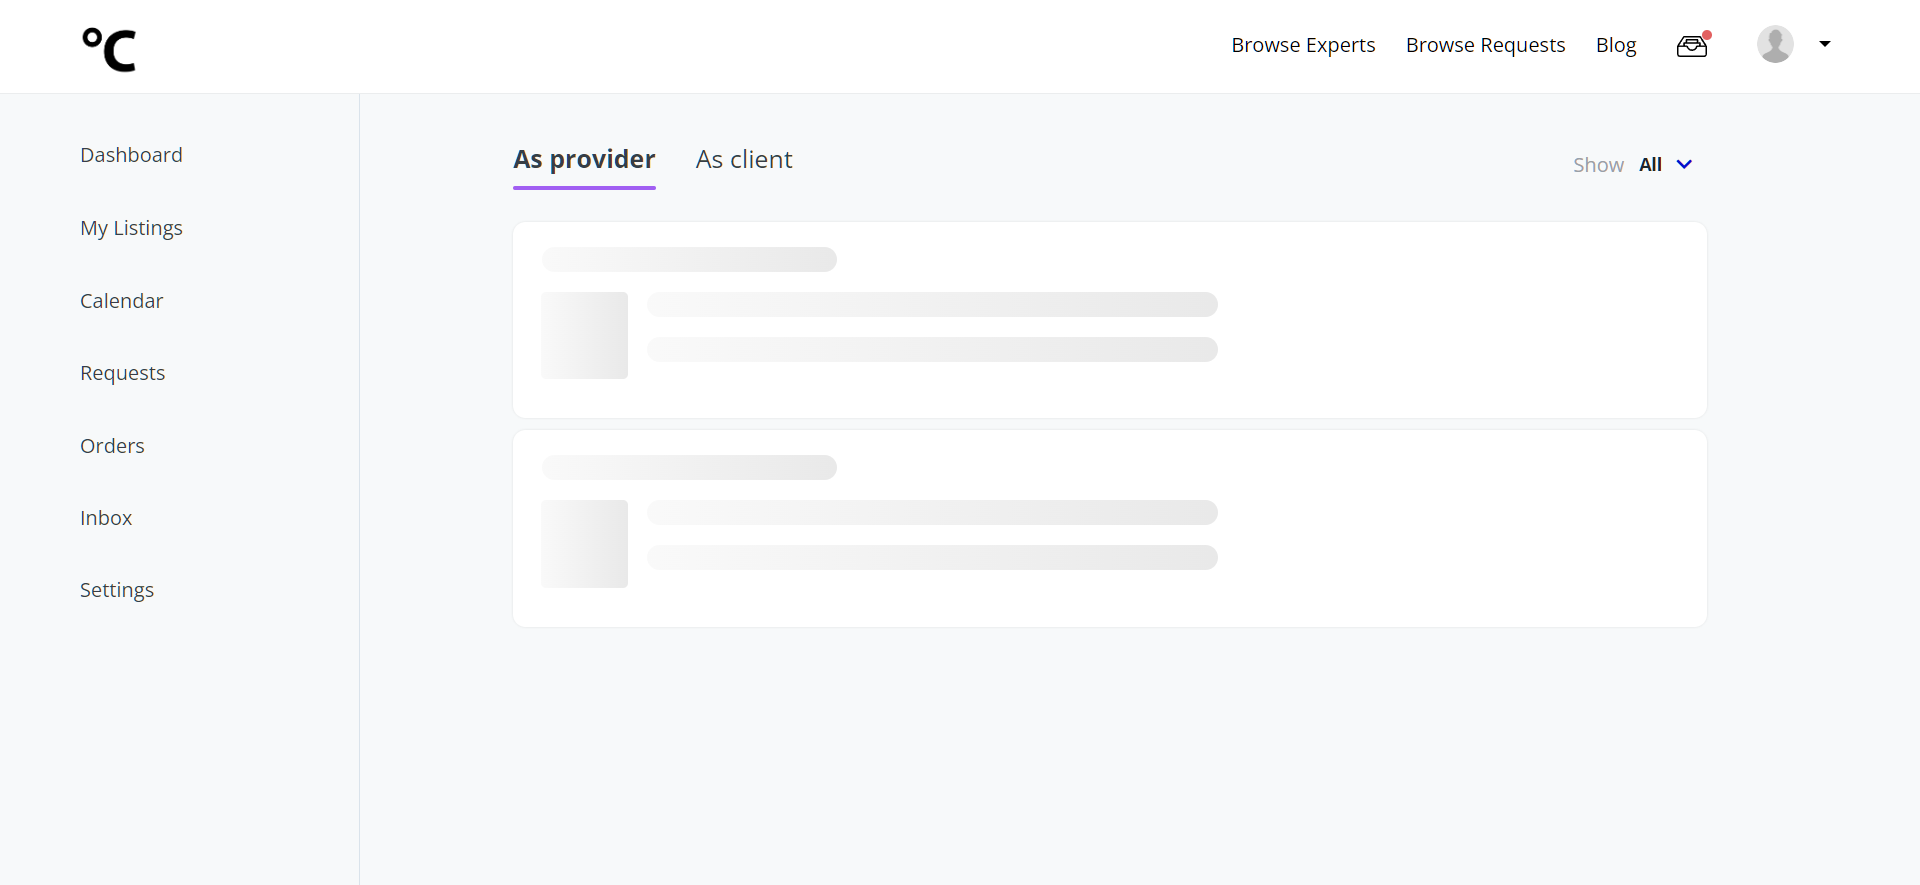 °C
Browse Experts
Browse Requests
Blog
Dashboard
My Listings
Calendar
Requests
Orders
Inbox
Settings
As provider
As client
Show All